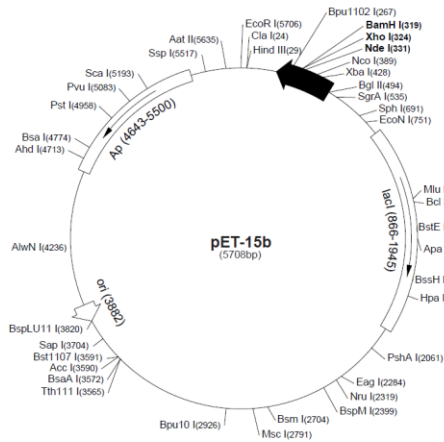 EcoR I(5706)
Cla I(24)
Hind III(29)
Bpu1102 I(267)
BamH I(319)
Xho I(324)
Nde I(331)
Nco I(389)
Xba I(428)
Bgl II(494)
SgrA I(535)
Sph I(691)
EcoN I(751)
Mlu
Bcl
BstE
Apa
BssH
Hpa
lacI (866-1945)
PshA I(2061)
Eag I(2284)
Nru I(2319)
BspM I(2399)
Bsm I(2704)
Msc I(2791)
Bpu10 I(2926)
Tth111 I(3565)
BsaA I(3572)
Acc I(3590)
Bst1107 I(3591)
Sap I(3704)
BspLU11 I(3820)
ori (3882)
AlwN I(4236)
Ahd I(4713)
Bsa I(4774)
Pst I(4958)
Pvu I(5083)
Sca I(5193)
Ssp I(5517)
Aat II(5635)
Ap (4643-5500)
pET-15b
(5708bp)